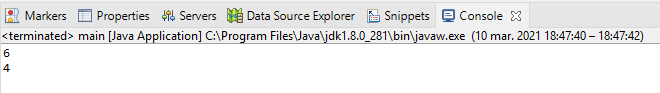 Markers Properties Servers Data Source Explorer Snippets Console
<terminated> main [Java Application] C:\Program Files\Java\jdk1.8.0_281\bin\javaw.exe (10 mar. 2021 18:47:40 – 18:47:42)
6
4